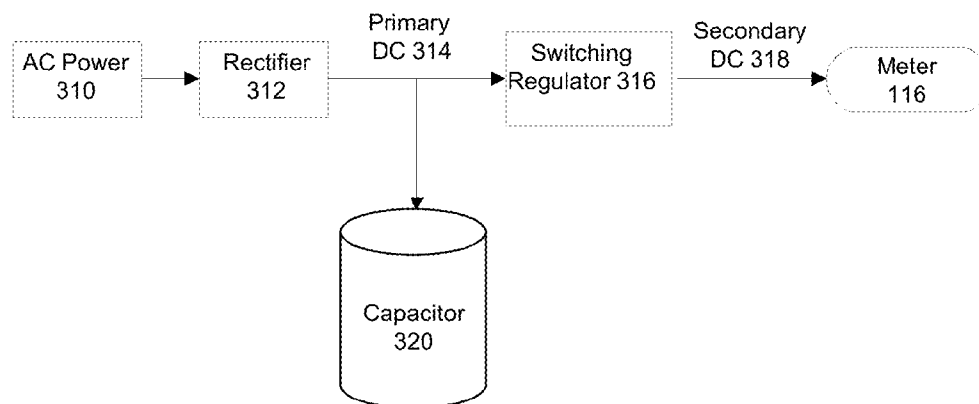 AC Power
310
Rectifier
312
Primary
DC 314
Switching
Regulator 316
Secondary
DC 318
Meter
116
Capacitor
320